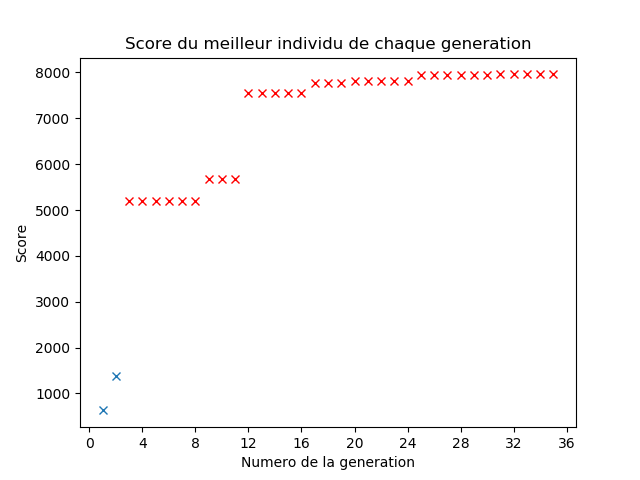 Score du meilleur individu de chaque generation
8000
7000
6000
5000
4000
3000
2000
1000
Score
0 4 8 12 16 20 24 28 32 36
Numero de la generation